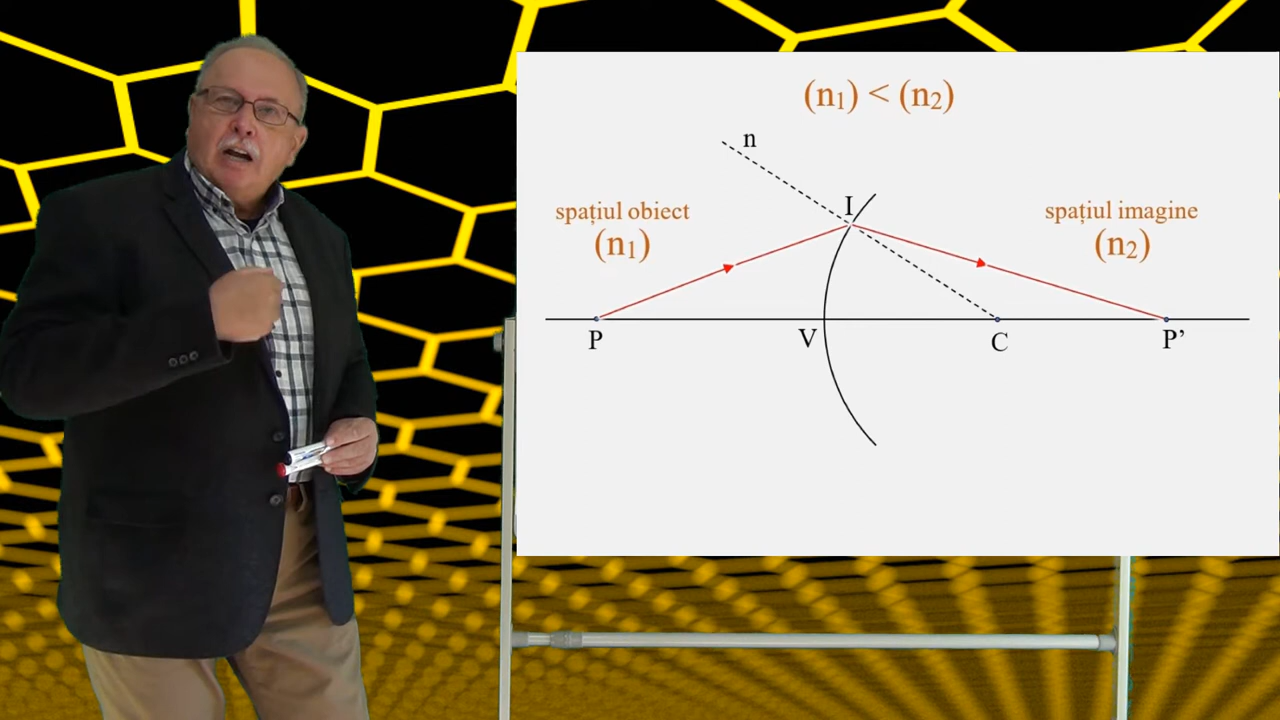 (n₁) < (n₂)
n
I
spațiul obiect
(n₁)
spațiul imagine
(n₂)
P
V
C
P’